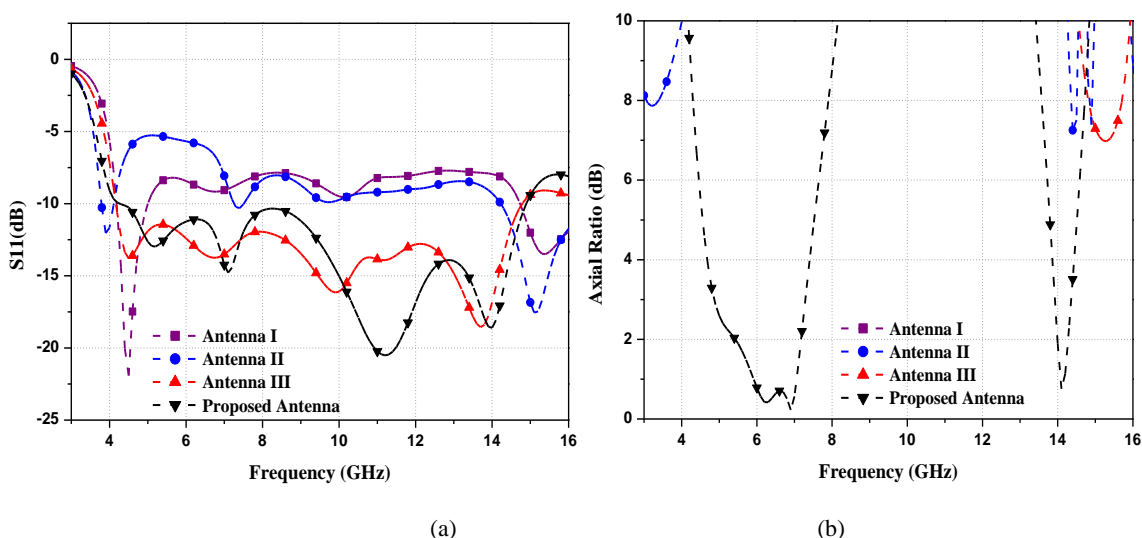 0
-5
-10
-15
-20
-25
S11(dB)
4 6 8 10 12 14 16
Frequency (GHz)
Antenna I
Antenna II
Antenna III
Proposed Antenna
(a)
10
8
6
4
2
0
Axial Ratio (dB)
4 6 8 10 12 14 16
Frequency (GHz)
Antenna I
Antenna II
Antenna III
Proposed Antenna
(b)